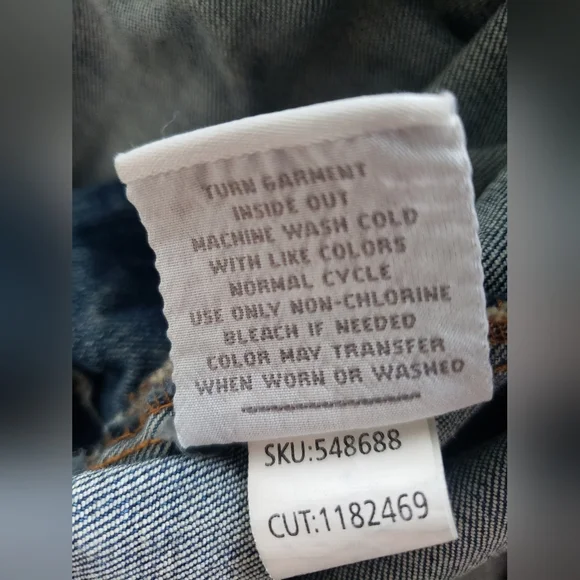 TURN GARMENT
INSIDE OUT
MACHINE WASH COLD
WITH LIKE COLORS
NORMAL CYCLE
USE ONLY NON-CHLORINE
BLEACH IF NEEDED
COLOR MAY TRANSFER
WHEN WORN OR WASHED
SKU:548688
CUT:1182469